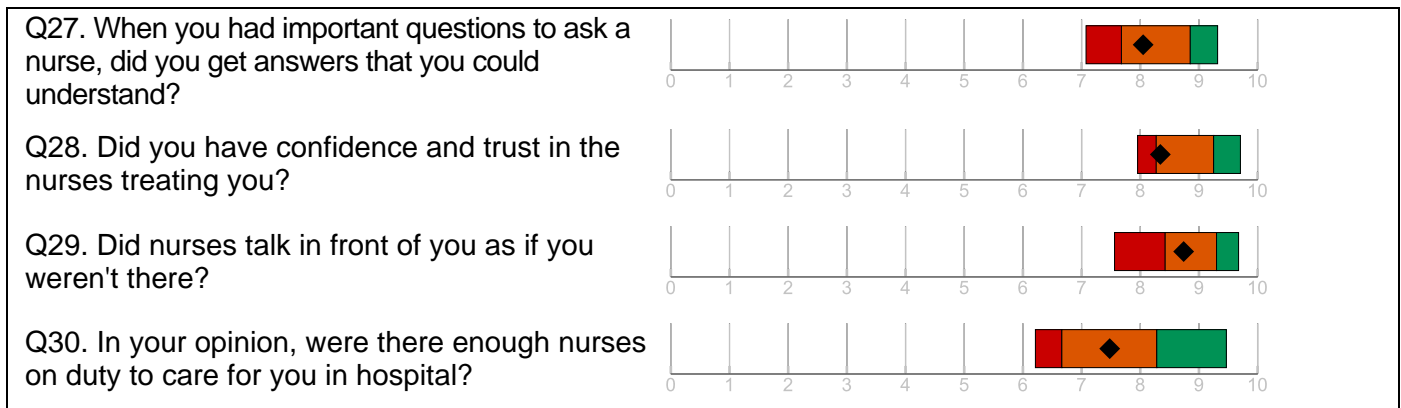 Q27. When you had important questions to ask a
nurse, did you get answers that you could
understand?
0 1 2 3 4 5 6 7 8 9 10
Q28. Did you have confidence and trust in the
nurses treating you?
0 1 2 3 4 5 6 7 8 9 10
Q29. Did nurses talk in front of you as if you
weren't there?
0 1 2 3 4 5 6 7 8 9 10
Q30. In your opinion, were there enough nurses
on duty to care for you in hospital?
0 1 2 3 4 5 6 7 8 9 10